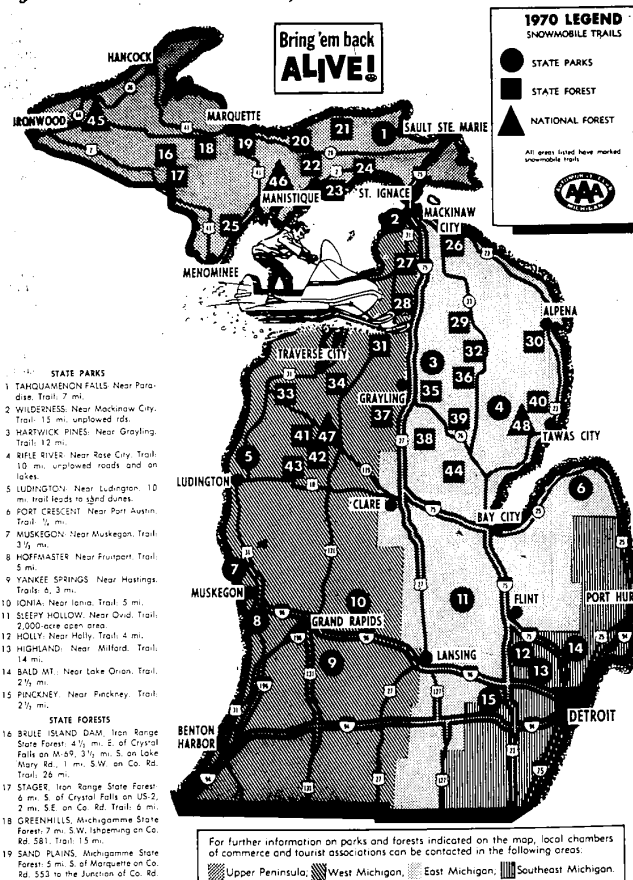 Bring 'em back
ALIVE!
1970 LEGEND
SNOWMOBILE TRAILS
STATE PARKS
STATE FOREST
NATIONAL FOREST
All areas listed have marked
snowmobile trails
AUTOMOBILE CLUB
AAA
MICHIGAN
HANCOCK
IRONWOOD
MARQUETTE
SAULT STE. MARIE
MANISTIQUE
ST. IGNACE
MACKINAW
CITY
MENOMINEE
ALPENA
TRAVERSE CITY
GRAYLING
TAWAS CITY
LUDINGTON
CLARE
BAY CITY
MUSKEGON
FLINT
PORT HUR
GRAND RAPIDS
LANSING
DETROIT
BENTON
HARBOR
STATE PARKS
1 TAHQUAMENON FALLS: Near Para-
dise. Trail: 7 mi.
2 WILDERNESS: Near Mackinaw City.
Trail: 15 mi. unplowed rds.
3 HARTWICK PINES: Near Grayling.
Trail: 12 mi.
4 RIFLE RIVER: Near Rose City. Trail:
10 mi. unplowed roads and on
lakes.
5 LUDINGTON: Near Ludington. 10
mi. trail leads to sand dunes.
6 PORT CRESCENT: Near Port Austin.
Trail: ½ mi.
7 MUSKEGON: Near Muskegon. Trail:
3½ mi.
8 HOFFMASTER: Near Fruitport. Trail:
5 mi.
9 YANKEE SPRINGS: Near Hastings.
Trails: 6, 3 mi.
10 IONIA: Near Ionia. Trail: 5 mi.
11 SLEEPY HOLLOW: Near Ovid. Trail:
2,000-acre open area.
12 HOLLY: Near Holly. Trail: 4 mi.
13 HIGHLAND: Near Milford. Trail:
14 mi.
14 BALD MT.: Near Lake Orion. Trail:
2½ mi.
15 PINCKNEY: Near Pinckney. Trail:
2½ mi.
STATE FORESTS
16 BRULE ISLAND DAM, Iron Range
State Forest: 4½ mi. E. of Crystal
Falls on M-69, 3½ mi. S. on Lake
Mary Rd., 1 mi. S.W. on Co. Rd.
Trail: 26 mi.
17 STAGER, Iron Range State Forest:
6 mi. S. of Crystal Falls on US-2,
2 mi. S.E. on Co. Rd. Trail: 6 mi.
18 GREENHILLS, Michigamme State
Forest: 7 mi. S.W. Ishpeming on Co.
Rd. 581. Trail: 15 mi.
19 SAND PLAINS, Michigamme State
Forest: 5 mi. S. of Marquette on Co.
Rd. 553 to the Junction of Co. Rd.
For further information on parks and forests indicated on the map, local chambers
of commerce and tourist associations can be contacted in the following areas:
Upper Peninsula; West Michigan; East Michigan; Southeast Michigan.